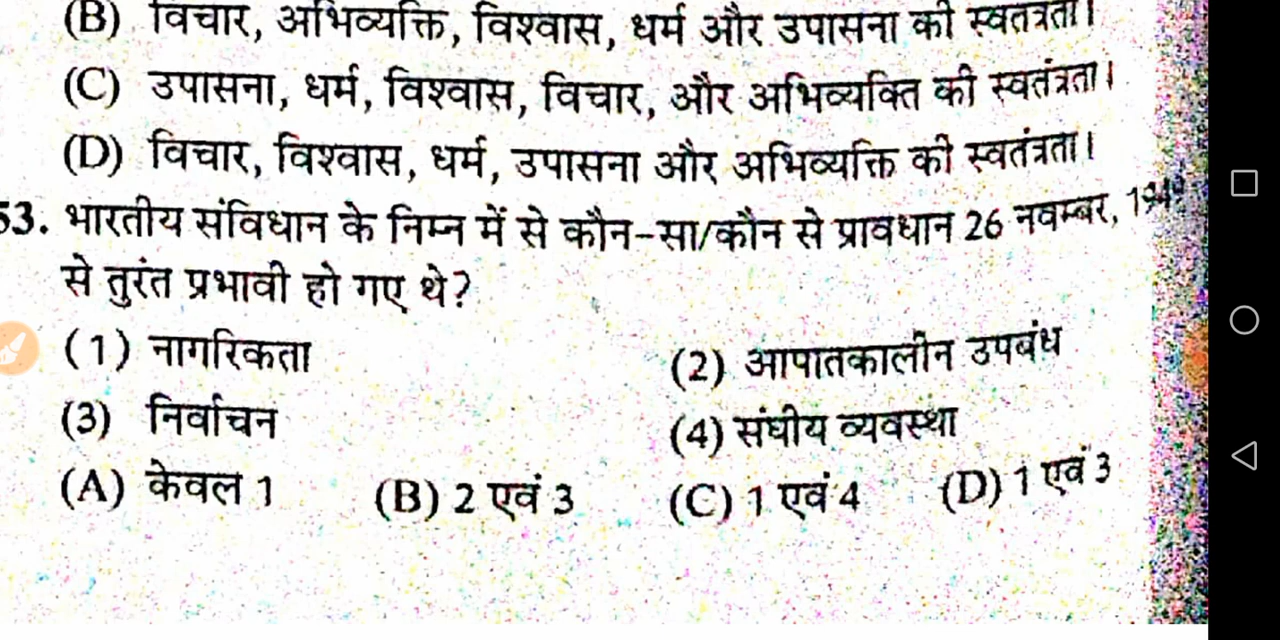 (B) विचार, अभिव्यक्ति, विश्वास, धर्म और उपासना की स्वतंत्रता।
(C) उपासना, धर्म, विश्वास, विचार, और अभिव्यक्ति की स्वतंत्रता।
(D) विचार, विश्वास, धर्म, उपासना और अभिव्यक्ति की स्वतंत्रता।
53. भारतीय संविधान के निम्न में से कौन-सा/कौन से प्रावधान 26 नवम्बर, 1949
से तुरंत प्रभावी हो गए थे?
(1) नागरिकता (2) आपातकालीन उपबंध
(3) निर्वाचन (4) संघीय व्यवस्था
(A) केवल 1 (B) 2 एवं 3 (C) 1 एवं 4 (D) 1 एवं 3